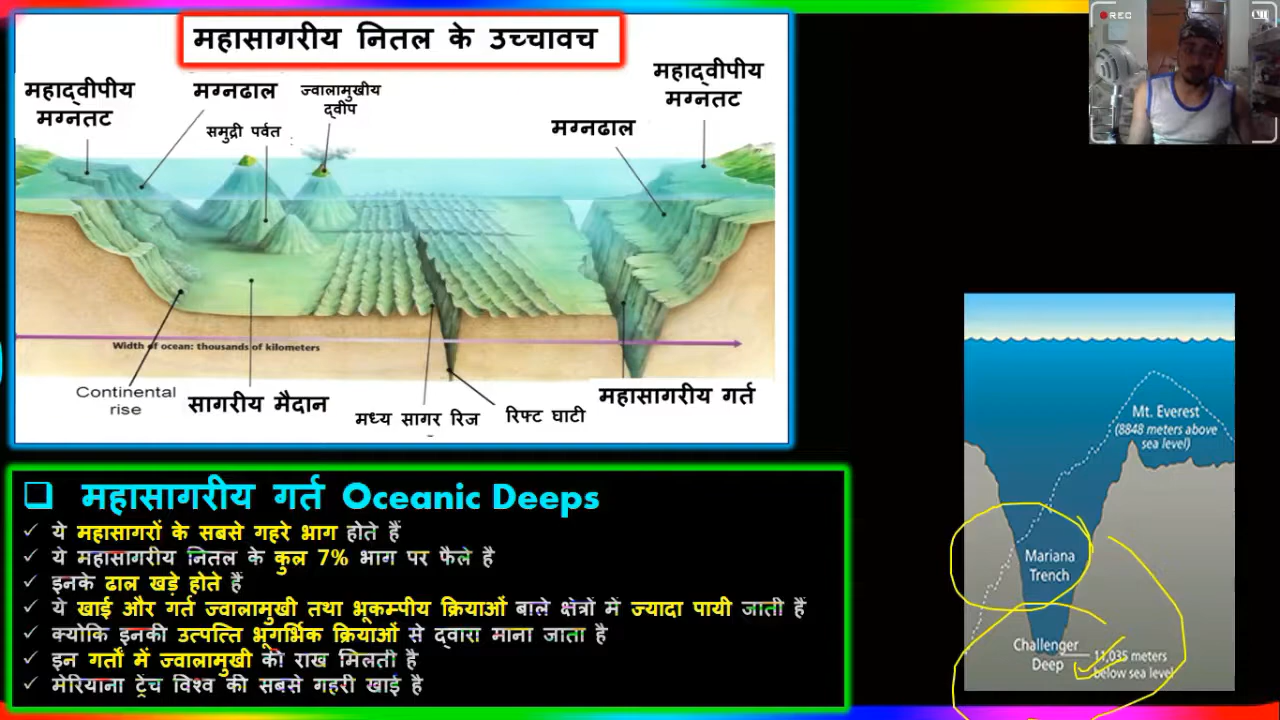 महासागरीय नितल के उच्चावच
महाद्वीपीय
मग्नतट
मग्नढाल
समुद्री पर्वत
ज्वालामुखीय
द्वीप
मग्नढाल
महाद्वीपीय
मग्नतट
Width of ocean: thousands of kilometers
Continental
rise
सागरीय मैदान
मध्य सागर रिज
रिफ्ट घाटी
महासागरीय गर्त
REC
Mt. Everest
(8848 meters above
sea level)
Mariana
Trench
Challenger
Deep
11,035 meters
below sea level
❑ महासागरीय गर्त Oceanic Deeps
✓ ये महासागरों के सबसे गहरे भाग होते हैं
✓ ये महासागरीय नितल के कुल 7% भाग पर फैले है
✓ इनके ढाल खड़े होते हैं
✓ ये खाई और गर्त ज्वालामुखी तथा भूकम्पीय क्रियाओं बाले क्षेत्रों में ज्यादा पायी जाती हैं
✓ क्योकि इनकी उत्पत्ति भूगर्भिक क्रियाओं से द्वारा माना जाता है
✓ इन गर्तों में ज्वालामुखी की राख मिलती है
✓ मेरियाना ट्रेंच विश्व की सबसे गहरी खाई है